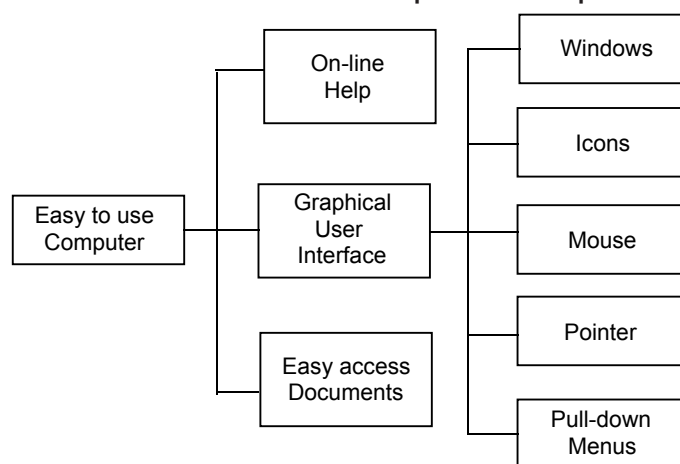 On-line
Help
Windows
Icons
Easy to use
Computer
Graphical
User
Interface
Mouse
Pointer
Easy access
Documents
Pull-down
Menus